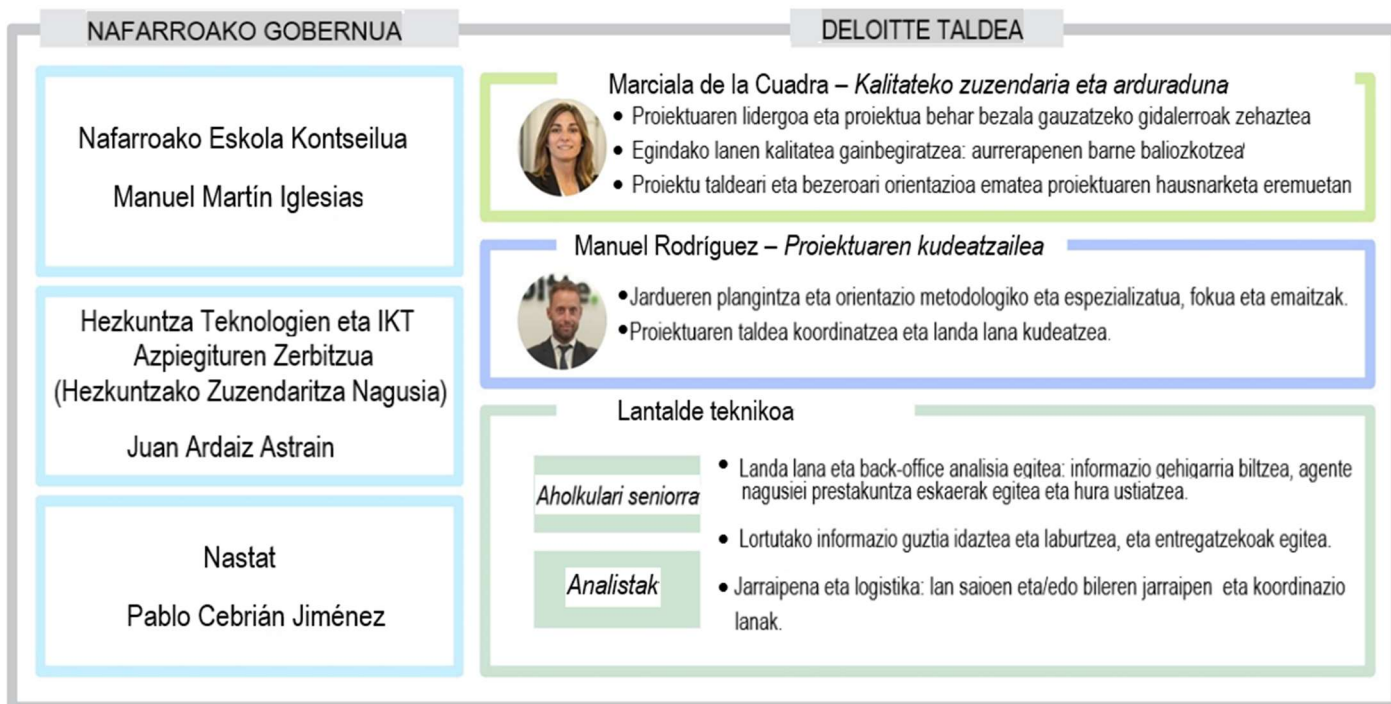 NAFARROAKO GOBERNUA
Nafarroako Eskola Kontseilua
Manuel Martín Iglesias
Hezkuntza Teknologien eta IKT
Azpiegituren Zerbitzua
(Hezkuntzako Zuzendaritza Nagusia)
Juan Ardaiz Astrain
Nastat
Pablo Cebrián Jiménez
DELOITTE TALDEA
Marciala de la Cuadra – Kalitateko zuzendaria eta arduraduna
• Proiektuaren lidergoa eta proiektua behar bezala gauzatzeko gidalerroak zehaztea
• Egindako lanen kalitatea gainbegiratzea: aurrerapenen barne baliozkotzea
• Proiektu taldeari eta bezeroari orientazioa ematea proiektuaren hausnarketa eremuetan
Manuel Rodríguez – Proiektuaren kudeatzailea
• Jardueren plangintza eta orientazio metodologiko eta espezializatua, fokua eta emaitzak.
• Proiektuaren taldea koordinatzea eta landa lana kudeatzea.
Lantalde teknikoa
Aholkulari seniorra
Analistak
• Landa lana eta back-office analisia egitea: informazio gehigarria biltzea, agente
nagusiei prestakuntza eskaerak egitea eta hura ustiatzea.
• Lortutako informazio guztia idaztea eta laburtzea, eta entregatzekoak egitea.
• Jarraipena eta logistika: lan saioen eta/edo bileren jarraipen eta koordinazio
lanak.